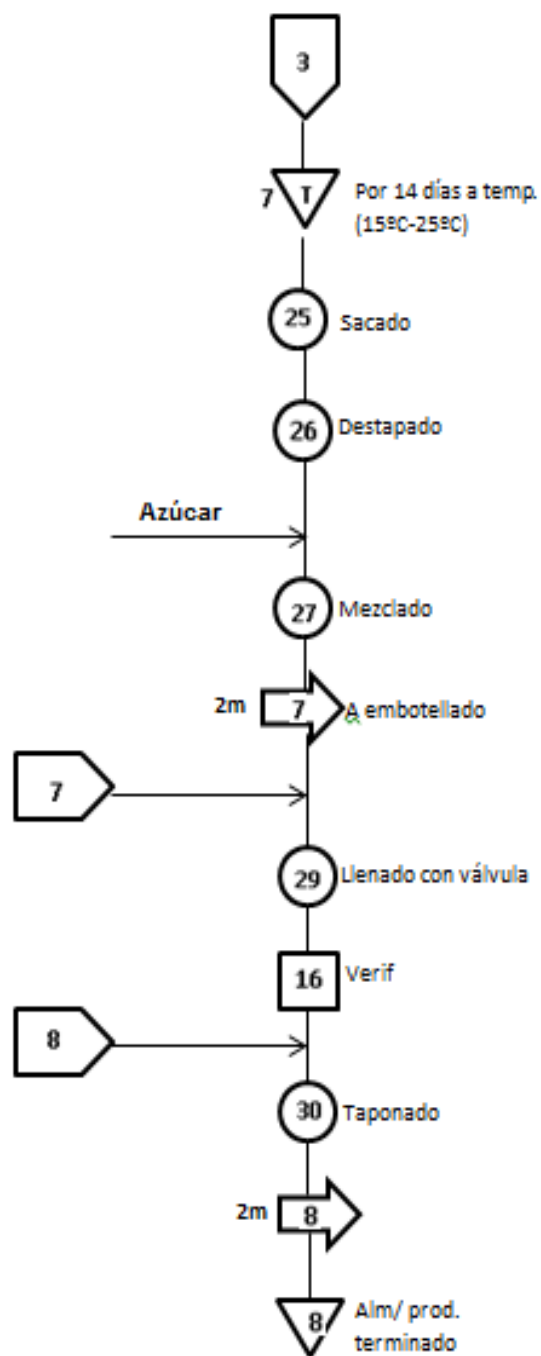 3
7 T Por 14 días a temp.
(15ºC-25ºC)
25 Sacado
26 Destapado
Azúcar
27 Mezclado
2m 7 A embotellado
7
29 Llenado con válvula
16 Verif
8
30 Taponado
2m 8
8 Alm/ prod.
terminado